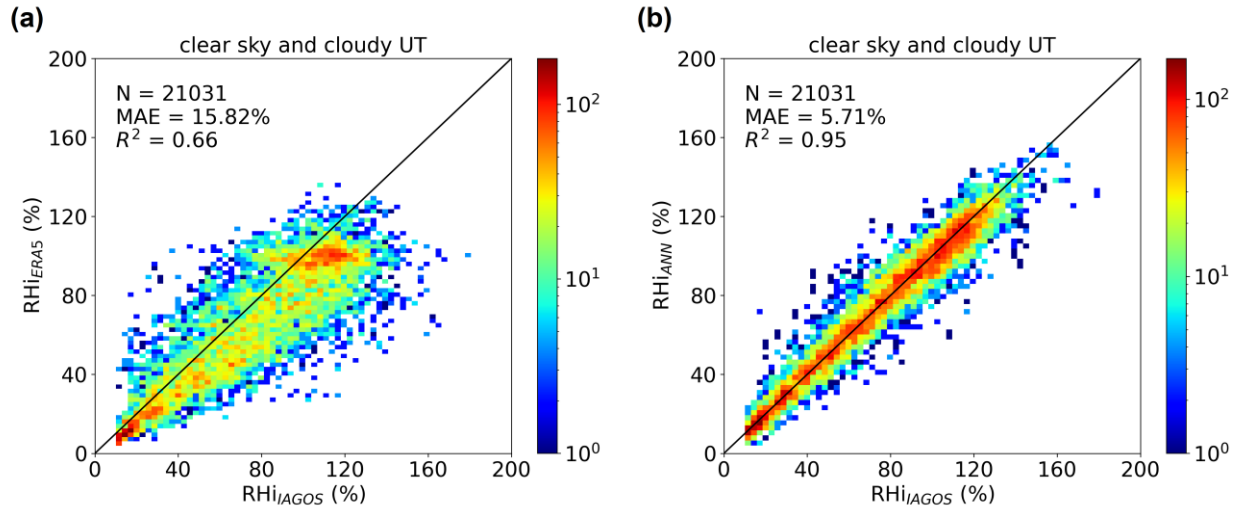 (a)
clear sky and cloudy UT
N = 21031
MAE = 15.82%
R² = 0.66
200
160
120
80
40
0
RHi_ERA5 (%)
0 40 80 120 160 200
RHi_IAGOS (%)
10²
10¹
10⁰
(b)
clear sky and cloudy UT
N = 21031
MAE = 5.71%
R² = 0.95
200
160
120
80
40
0
RHi_ANN (%)
0 40 80 120 160 200
RHi_IAGOS (%)
10²
10¹
10⁰